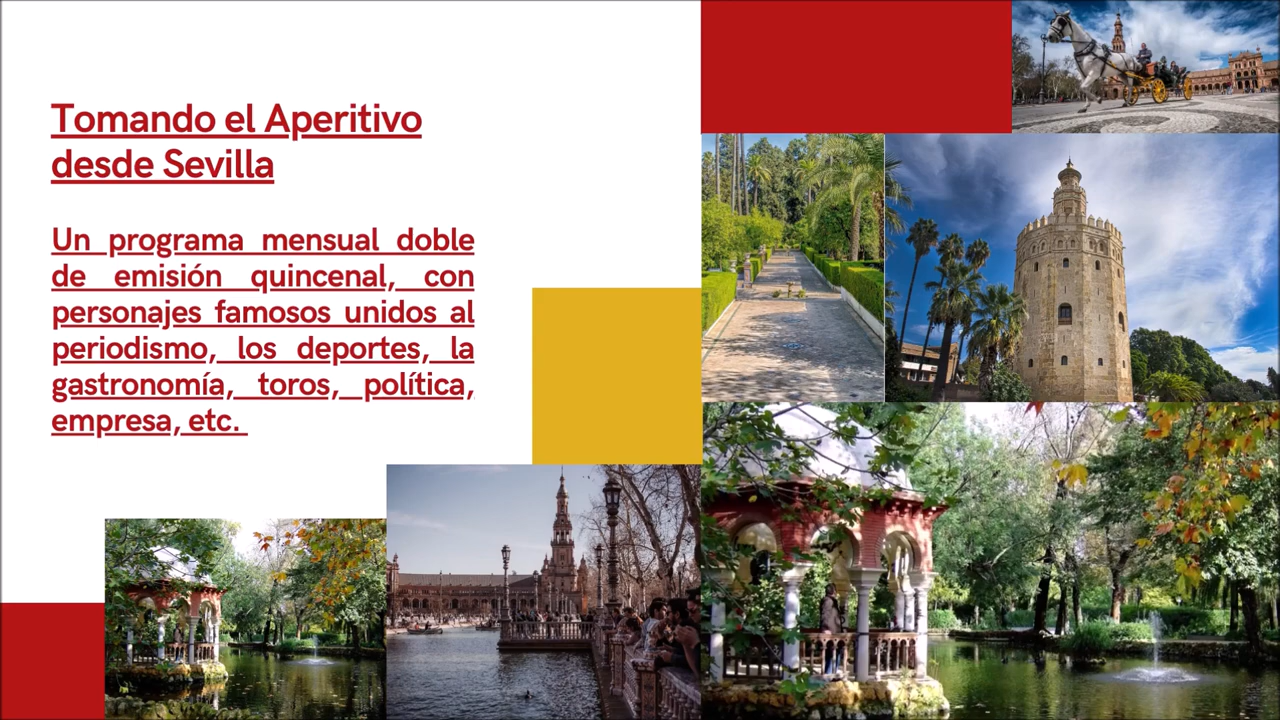 Tomando el Aperitivo
desde Sevilla
Un programa mensual doble
de emisión quincenal, con
personajes famosos unidos al
periodismo, los deportes, la
gastronomía, toros, política,
empresa, etc.